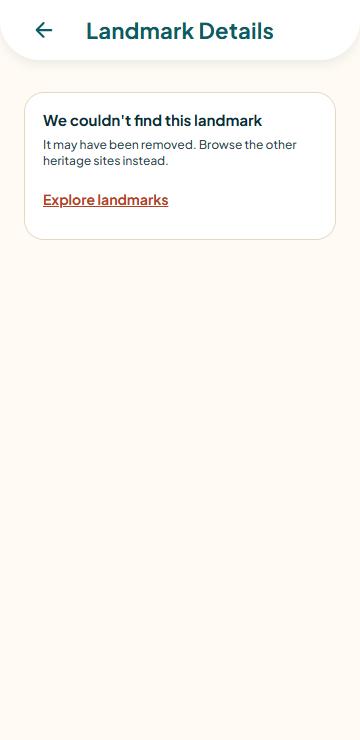 Landmark Details
We couldn't find this landmark
It may have been removed. Browse the other
heritage sites instead.
Explore landmarks